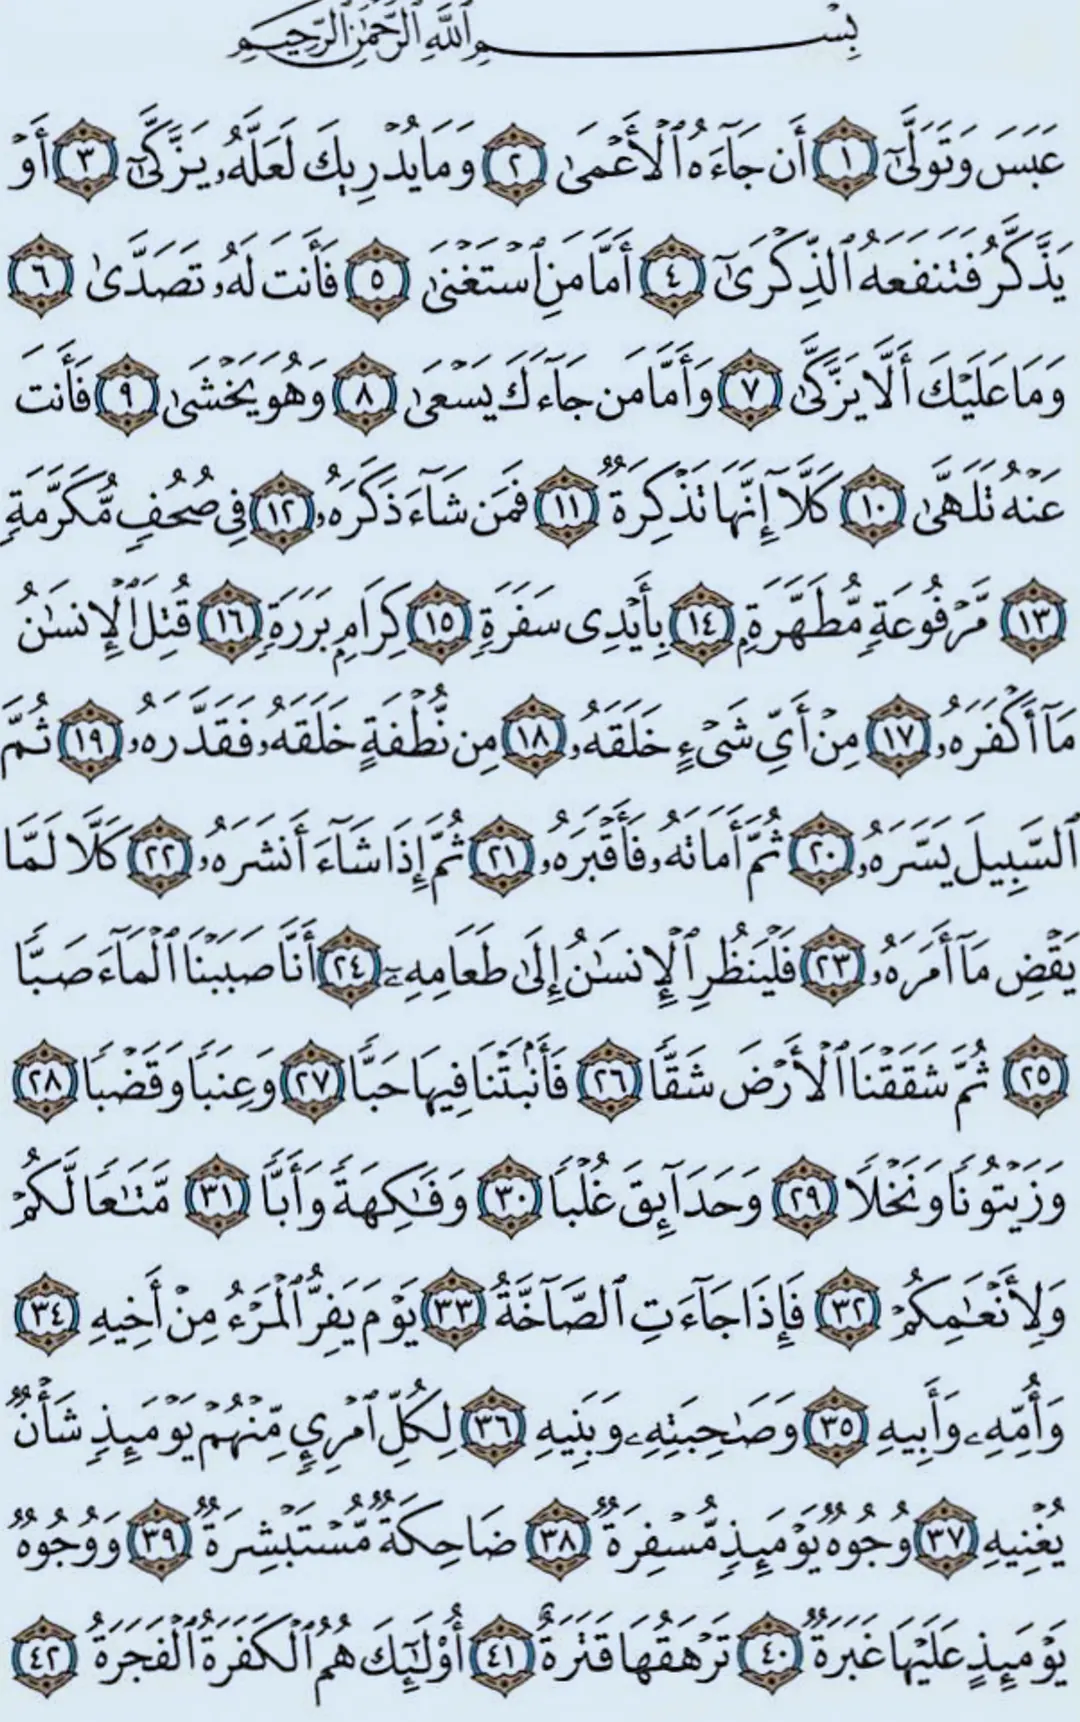 بِسْمِ ٱللَّهِ ٱلرَّحْمَٰنِ ٱلرَّحِيمِ
عَبَسَ وَتَوَلَّىٰٓ ١ أَن جَآءَهُ ٱلْأَعْمَىٰ ٢ وَمَا يُدْرِيكَ لَعَلَّهُۥ يَزَّكَّىٰٓ ٣ أَوْ
يَذَّكَّرُ فَتَنفَعَهُ ٱلذِّكْرَىٰٓ ٤ أَمَّا مَنِ ٱسْتَغْنَىٰ ٥ فَأَنتَ لَهُۥ تَصَدَّىٰ ٦
وَمَا عَلَيْكَ أَلَّا يَزَّكَّىٰ ٧ وَأَمَّا مَن جَآءَكَ يَسْعَىٰ ٨ وَهُوَ يَخْشَىٰ ٩ فَأَنتَ
عَنْهُ تَلَهَّىٰ ١٠ كَلَّآ إِنَّهَا تَذْكِرَةٌ ١١ فَمَن شَآءَ ذَكَرَهُۥ ١٢ فِى صُحُفٍ مُّكَرَّمَةٍ
١٣ مَّرْفُوعَةٍ مُّطَهَّرَةٍۭ ١٤ بِأَيْدِى سَفَرَةٍ ١٥ كِرَامٍۭ بَرَرَةٍ ١٦ قُتِلَ ٱلْإِنسَٰنُ
مَآ أَكْفَرَهُۥ ١٧ مِنْ أَىِّ شَىْءٍ خَلَقَهُۥ ١٨ مِن نُّطْفَةٍ خَلَقَهُۥ فَقَدَّرَهُۥ ١٩ ثُمَّ
ٱلسَّبِيلَ يَسَّرَهُۥ ٢٠ ثُمَّ أَمَاتَهُۥ فَأَقْبَرَهُۥ ٢١ ثُمَّ إِذَا شَآءَ أَنشَرَهُۥ ٢٢ كَلَّا لَمَّا
يَقْضِ مَآ أَمَرَهُۥ ٢٣ فَلْيَنظُرِ ٱلْإِنسَٰنُ إِلَىٰ طَعَامِهِۦٓ ٢٤ أَنَّا صَبَبْنَا ٱلْمَآءَ صَبًّا
٢٥ ثُمَّ شَقَقْنَا ٱلْأَرْضَ شَقًّا ٢٦ فَأَنۢبَتْنَا فِيهَا حَبًّا ٢٧ وَعِنَبًا وَقَضْبًا ٢٨
وَزَيْتُونًا وَنَخْلًا ٢٩ وَحَدَآئِقَ غُلْبًا ٣٠ وَفَٰكِهَةً وَأَبًّا ٣١ مَّتَٰعًا لَّكُمْ
وَلِأَنْعَٰمِكُمْ ٣٢ فَإِذَا جَآءَتِ ٱلصَّآخَّةُ ٣٣ يَوْمَ يَفِرُّ ٱلْمَرْءُ مِنْ أَخِيهِ ٣٤
وَأُمِّهِۦ وَأَبِيهِ ٣٥ وَصَٰحِبَتِهِۦ وَبَنِيهِ ٣٦ لِكُلِّ ٱمْرِئٍ مِّنْهُمْ يَوْمَئِذٍ شَأْنٌ
يُغْنِيهِ ٣٧ وُجُوهٌ يَوْمَئِذٍ مُّسْفِرَةٌ ٣٨ ضَاحِكَةٌ مُّسْتَبْشِرَةٌ ٣٩ وَوُجُوهٌ
يَوْمَئِذٍ عَلَيْهَا غَبَرَةٌ ٤٠ تَرْهَقُهَا قَتَرَةٌ ٤١ أُو۟لَٰٓئِكَ هُمُ ٱلْكَفَرَةُ ٱلْفَجَرَةُ ٤٢